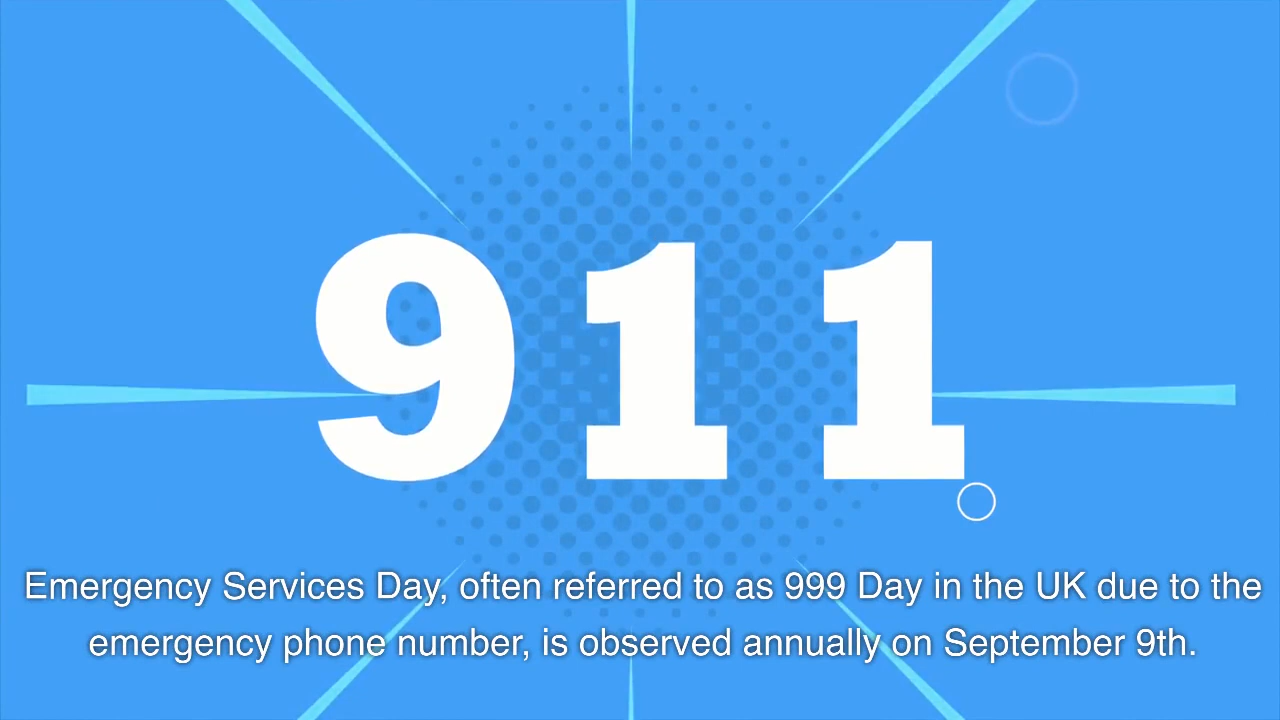 911
Emergency Services Day, often referred to as 999 Day in the UK due to the
emergency phone number, is observed annually on September 9th.